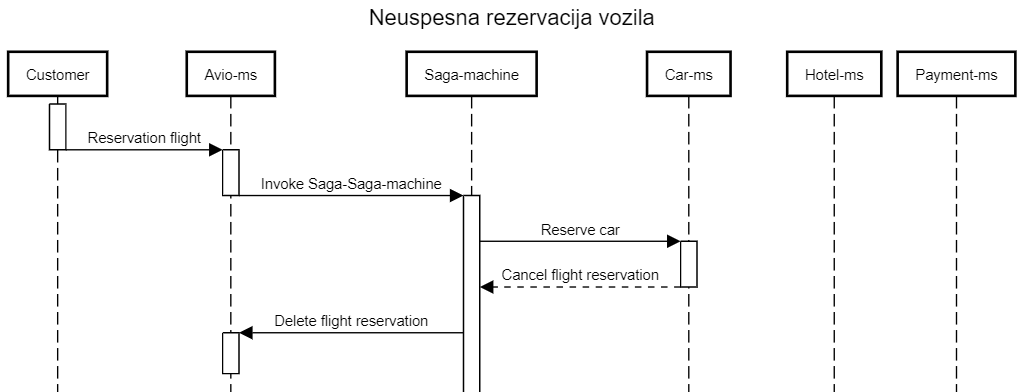 Neuspesna rezervacija vozila
Customer
Avio-ms
Saga-machine
Car-ms
Hotel-ms
Payment-ms
Reservation flight
Invoke Saga-Saga-machine
Reserve car
Cancel flight reservation
Delete flight reservation